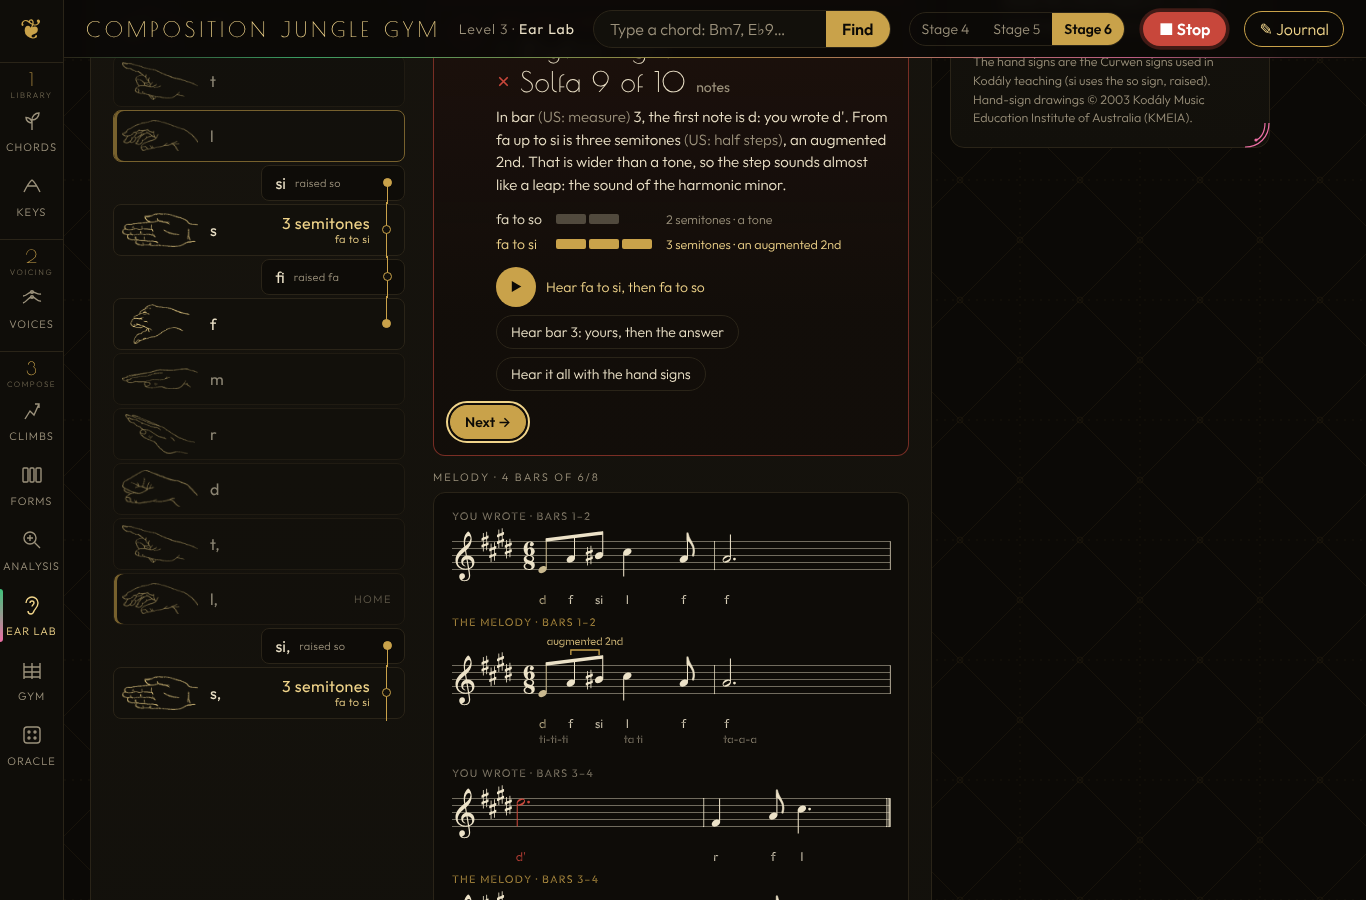 COMPOSITION JUNGLE GYM
Level 3 · Ear Lab
Type a chord: Bm7, E♭9...
Find
Stage 4
Stage 5
Stage 6
Stop
✎ Journal
1
LIBRARY
CHORDS
KEYS
2
VOICING
VOICES
3
COMPOSE
CLIMBS
FORMS
ANALYSIS
EAR LAB
GYM
ORACLE
t
l
si raised so
s
3 semitones
fa to si
fi raised fa
f
m
r
d
t,
l,
HOME
si, raised so
s,
3 semitones
fa to si
× Solfa 9 of 10 notes
In bar (US: measure) 3, the first note is d: you wrote d'. From
fa up to si is three semitones (US: half steps), an augmented
2nd. That is wider than a tone, so the step sounds almost
like a leap: the sound of the harmonic minor.
fa to so
2 semitones · a tone
fa to si
3 semitones · an augmented 2nd
Hear fa to si, then fa to so
Hear bar 3: yours, then the answer
Hear it all with the hand signs
Next →
MELODY · 4 BARS OF 6/8
YOU WROTE · BARS 1–2
6
8
d f si l f f
THE MELODY · BARS 1–2
augmented 2nd
6
8
d f si l f f
ti-ti-ti ta ti ta-a-a
YOU WROTE · BARS 3–4
d' r f l
THE MELODY · BARS 3–4
The hand signs are the Curwen signs used in
Kodály teaching (si uses the so sign, raised).
Hand-sign drawings © 2003 Kodály Music
Education Institute of Australia (KMEIA).